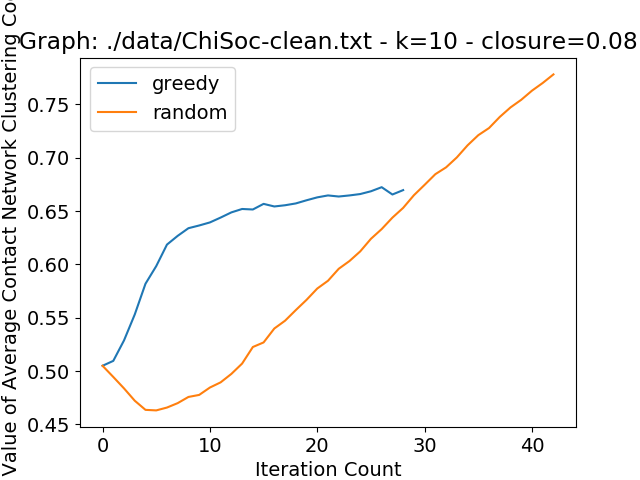 Graph: ./data/ChiSoc-clean.txt - k=10 - closure=0.08
Value of Average Contact Network Clustering
greedy
random
0.75
0.70
0.65
0.60
0.55
0.50
0.45
0 10 20 30 40
Iteration Count